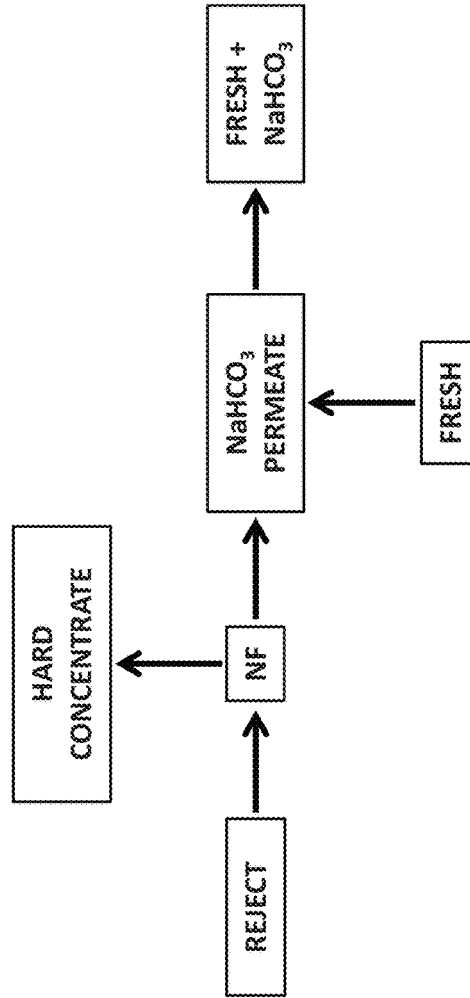 REJECT
NF
HARD
CONCENTRATE
NaHCO₃
PERMEATE
FRESH
FRESH +
NaHCO₃